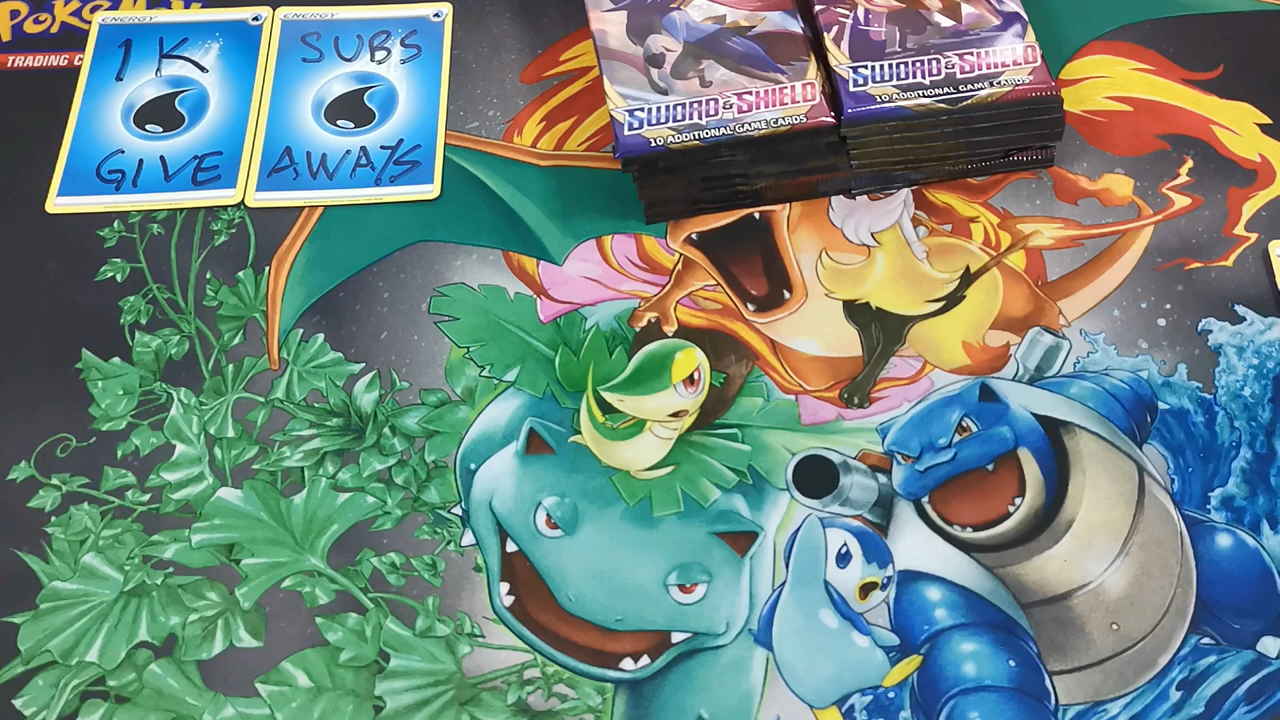 POKéMON
TRADING C
ENERGY
1K
GIVE
ENERGY
SUBS
AWAYS
SWORD & SHIELD
10 ADDITIONAL GAME CARDS
SWORD & SHIELD
10 ADDITIONAL GAME CARDS